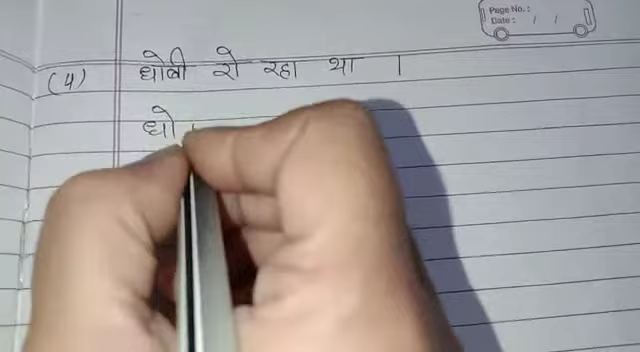 Page No.:
Date: / /
(4) धोबी रो रहा था ।
धो